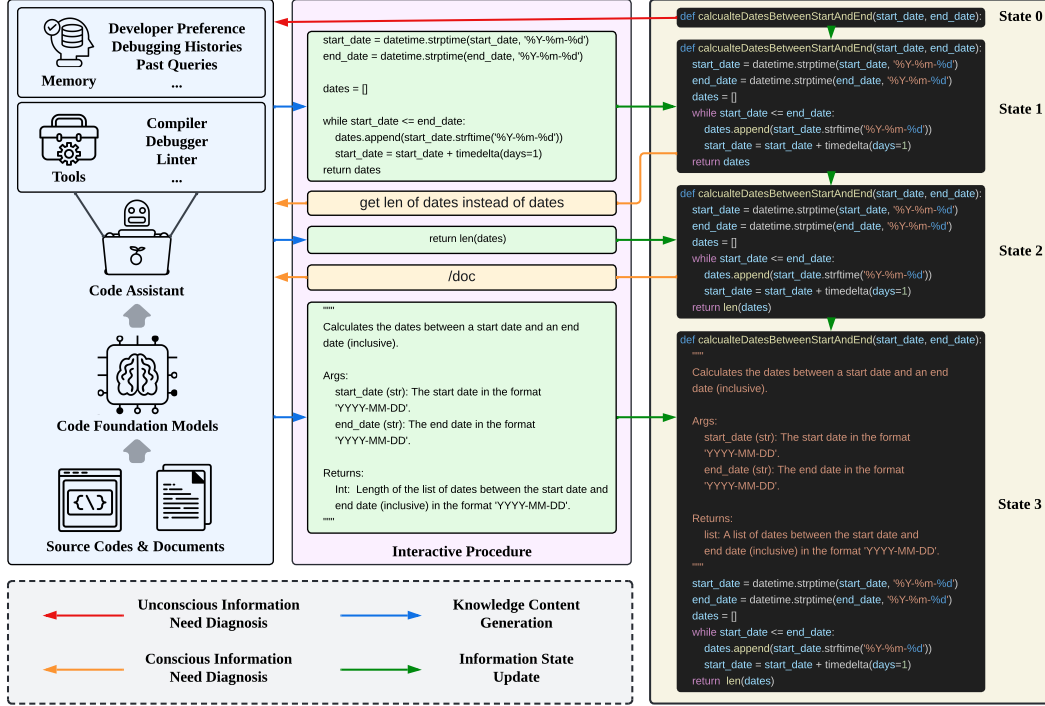 Developer Preference
Debugging Histories
Past Queries
...
Memory
Compiler
Debugger
Linter
...
Tools
Code Assistant
Code Foundation Models
{\}
Source Codes & Documents
start_date = datetime.strptime(start_date, '%Y-%m-%d')
end_date = datetime.strptime(end_date, '%Y-%m-%d')
dates = []
while start_date <= end_date:
dates.append(start_date.strftime('%Y-%m-%d'))
start_date = start_date + timedelta(days=1)
return dates
get len of dates instead of dates
return len(dates)
/doc
"""
Calculates the dates between a start date and an end
date (inclusive).
Args:
start_date (str): The start date in the format
'YYYY-MM-DD'.
end_date (str): The end date in the format
'YYYY-MM-DD'.
Returns:
Int:  Length of the list of dates between the start date and
end date (inclusive) in the format 'YYYY-MM-DD'.
"""
Interactive Procedure
def calcualteDatesBetweenStartAndEnd(start_date, end_date):
State 0
def calcualteDatesBetweenStartAndEnd(start_date, end_date):
start_date = datetime.strptime(start_date, '%Y-%m-%d')
end_date = datetime.strptime(end_date, '%Y-%m-%d')
dates = []
while start_date <= end_date:
dates.append(start_date.strftime('%Y-%m-%d'))
start_date = start_date + timedelta(days=1)
return dates
State 1
def calcualteDatesBetweenStartAndEnd(start_date, end_date):
start_date = datetime.strptime(start_date, '%Y-%m-%d')
end_date = datetime.strptime(end_date, '%Y-%m-%d')
dates = []
while start_date <= end_date:
dates.append(start_date.strftime('%Y-%m-%d'))
start_date = start_date + timedelta(days=1)
return len(dates)
State 2
def calcualteDatesBetweenStartAndEnd(start_date, end_date):
"""
Calculates the dates between a start date and an end
date (inclusive).
Args:
start_date (str): The start date in the format
'YYYY-MM-DD'.
end_date (str): The end date in the format
'YYYY-MM-DD'.
Returns:
list: A list of dates between the start date and
end date (inclusive) in the format 'YYYY-MM-DD'.
"""
start_date = datetime.strptime(start_date, '%Y-%m-%d')
end_date = datetime.strptime(end_date, '%Y-%m-%d')
dates = []
while start_date <= end_date:
dates.append(start_date.strftime('%Y-%m-%d'))
start_date = start_date + timedelta(days=1)
return  len(dates)
State 3
Unconscious Information
Need Diagnosis
Knowledge Content
Generation
Conscious Information
Need Diagnosis
Information State
Update